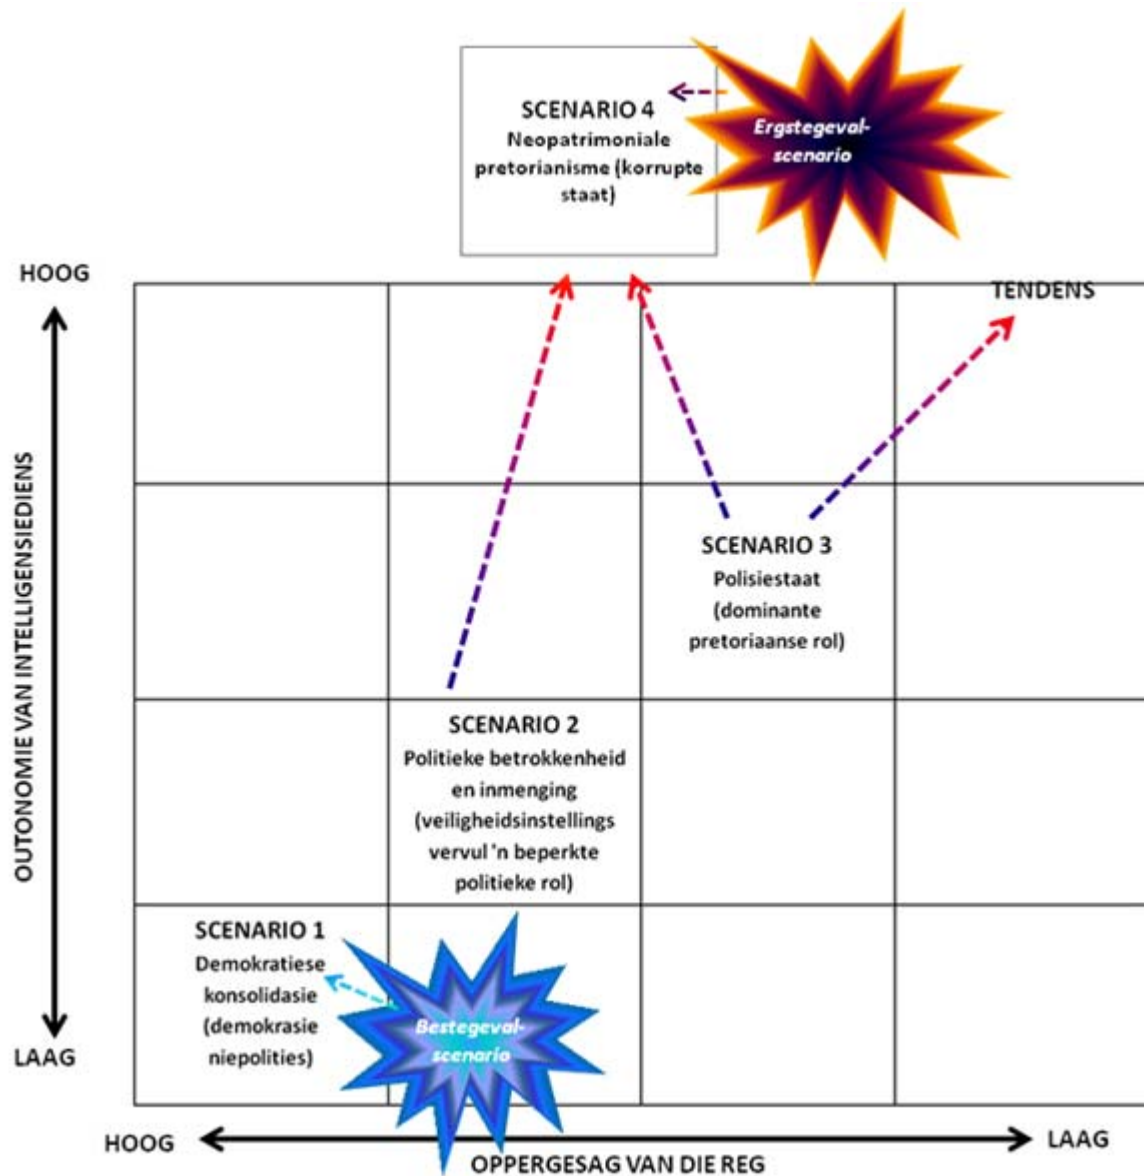 SCENARIO 4
Neopatrimoniale
pretorianisme (korrupte
staat)
Ergstegeval-
scenario
HOOG
TENDENS
OUTONOMIE VAN INTELLIGENSIEDIENS
SCENARIO 3
Polisiestaat
(dominante
pretoriaanse rol)
SCENARIO 2
Politieke betrokkenheid
en inmenging
(veiligheidsinstellings
vervul 'n beperkte
politieke rol)
SCENARIO 1
Demokratiese
konsolidasie
(demokrasie
niepolities)
Bestegeval-
scenario
LAAG
HOOG
LAAG
OPPERGESAG VAN DIE REG